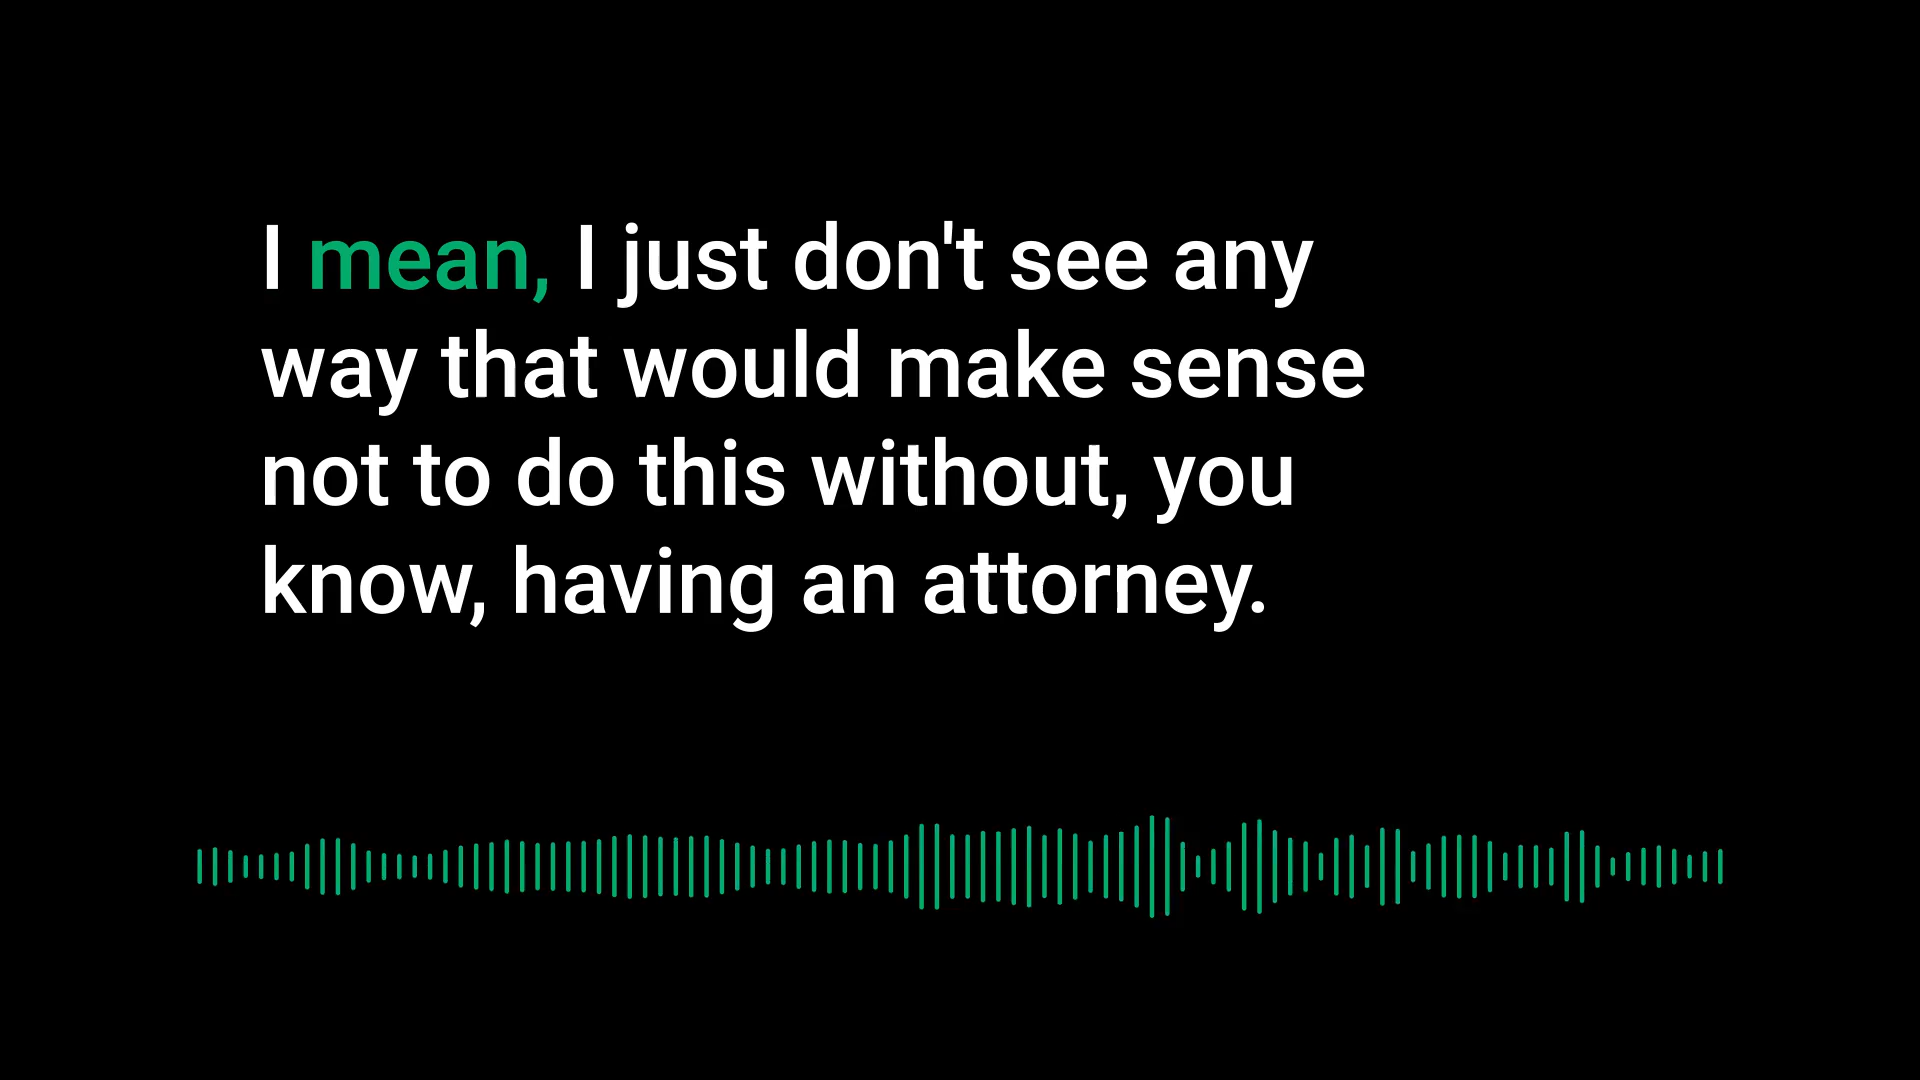 I mean, I just don't see any
way that would make sense
not to do this without, you
know, having an attorney.